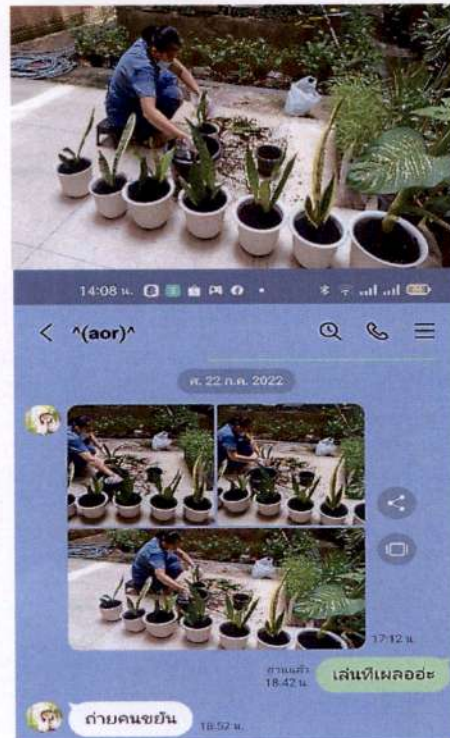 14:08 น.
^(aor)^
ศ. 22 ก.ค. 2022
17:12 น.
อ่านแล้ว
18:42 น.
เล่นทีเผลออ่ะ
ถ่ายคนขยัน
18:52 น.